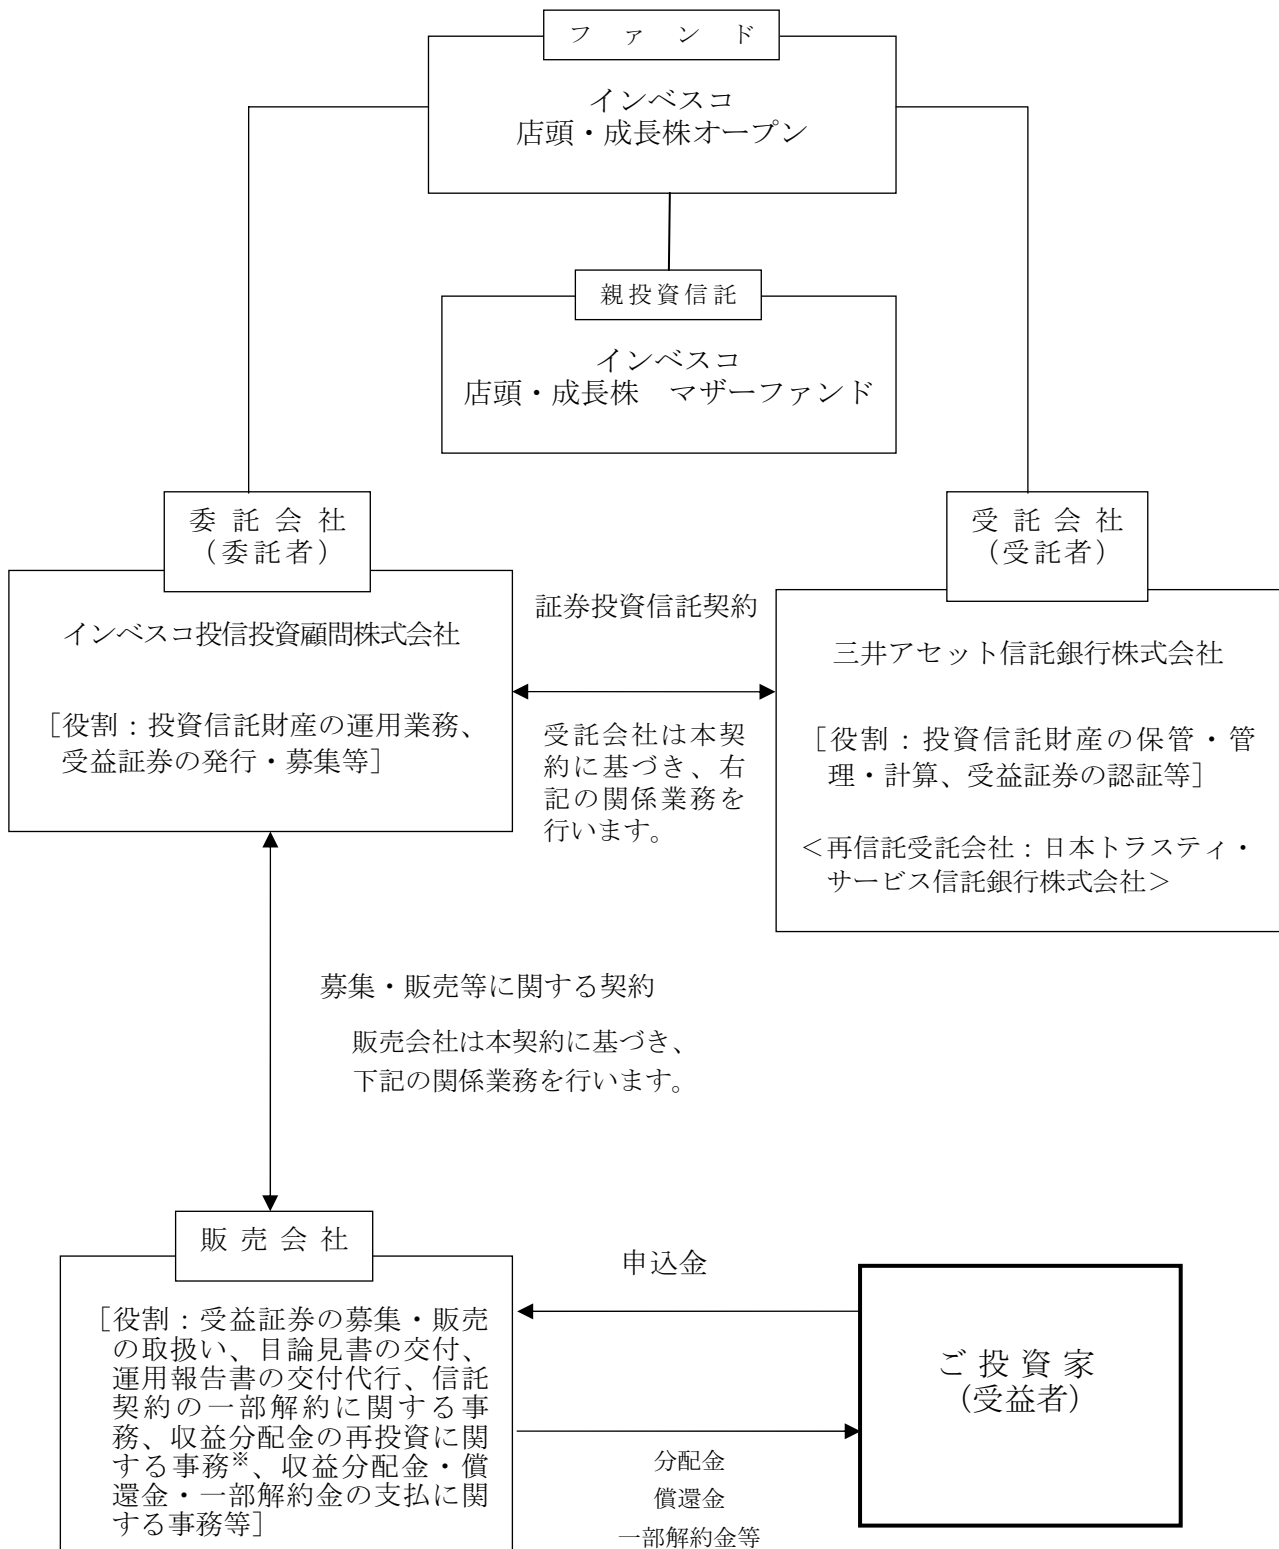 ファンド
インベスコ
店頭・成長株オープン
親投資信託
インベスコ
店頭・成長株　マザーファンド
委託会社
（委託者）
インベスコ投信投資顧問株式会社
［役割：投資信託財産の運用業務、
受益証券の発行・募集等］
証券投資信託契約
受託会社は本契
約に基づき、右
記の関係業務を
行います。
受託会社
（受託者）
三井アセット信託銀行株式会社
［役割：投資信託財産の保管・管
理・計算、受益証券の認証等］
＜再信託受託会社：日本トラスティ・
サービス信託銀行株式会社＞
募集・販売等に関する契約
販売会社は本契約に基づき、
下記の関係業務を行います。
販売会社
［役割：受益証券の募集・販売
の取扱い、目論見書の交付、
運用報告書の交付代行、信託
契約の一部解約に関する事
務、収益分配金の再投資に関
する事務※、収益分配金・償
還金・一部解約金の支払に関
する事務等］
申込金
分配金
償還金
一部解約金等
ご投資家
（受益者）